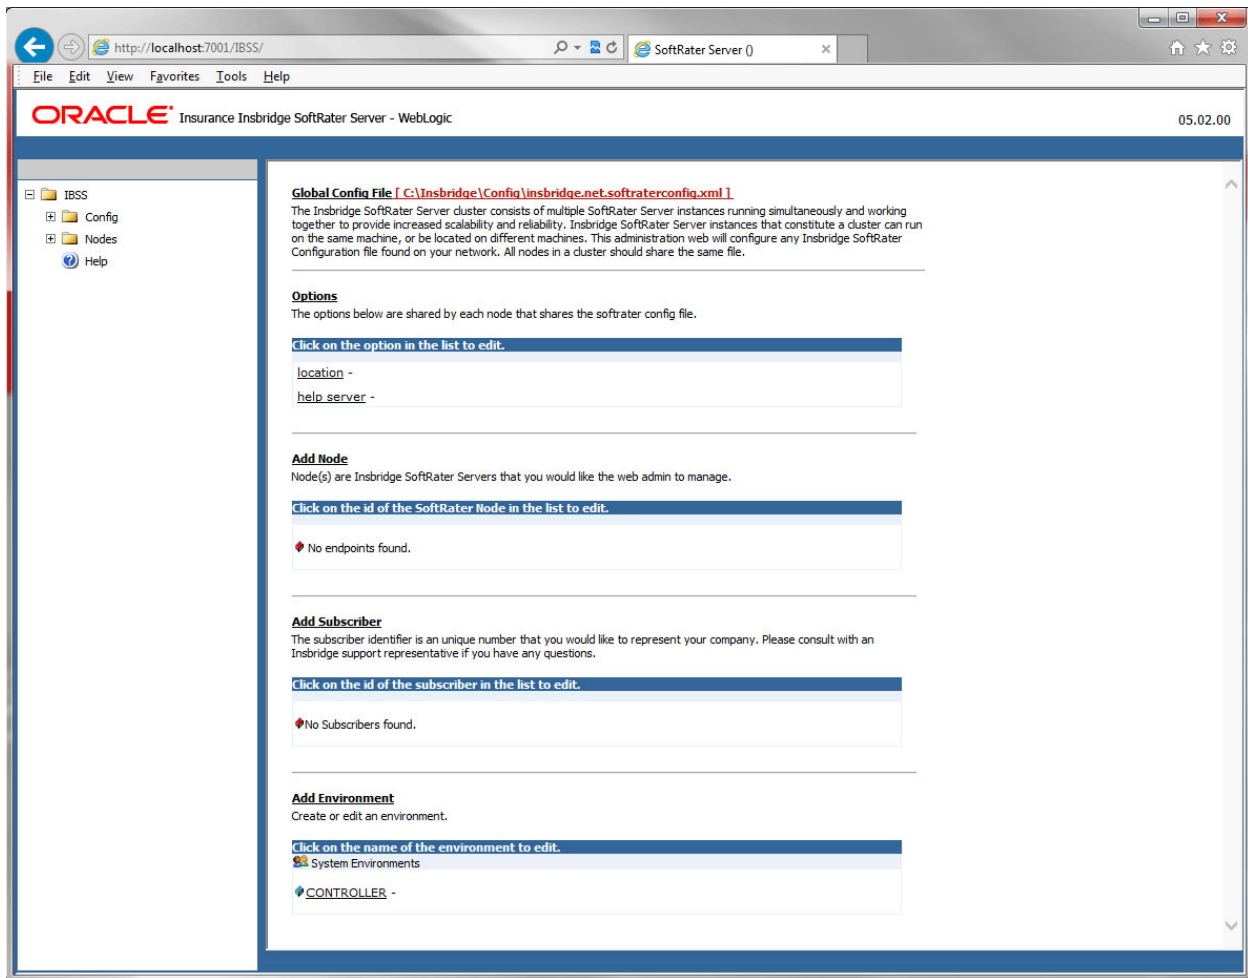 http://localhost:7001/IBSS/
SoftRater Server ()
File Edit View Favorites Tools Help
ORACLE Insurance Insbridge SoftRater Server - WebLogic
05.02.00
IBSS
Config
Nodes
Help
Global Config File [ C:\Insbridge\Config\insbridge.net.softraterconfig.xml ]
The Insbridge SoftRater Server cluster consists of multiple SoftRater Server instances running simultaneously and working
together to provide increased scalability and reliability. Insbridge SoftRater Server instances that constitute a cluster can run
on the same machine, or be located on different machines. This administration web will configure any Insbridge SoftRater
Configuration file found on your network. All nodes in a cluster should share the same file.
Options
The options below are shared by each node that shares the softrater config file.
Click on the option in the list to edit.
location -
help server -
Add Node
Node(s) are Insbridge SoftRater Servers that you would like the web admin to manage.
Click on the id of the SoftRater Node in the list to edit.
No endpoints found.
Add Subscriber
The subscriber identifier is an unique number that you would like to represent your company. Please consult with an
Insbridge support representative if you have any questions.
Click on the id of the subscriber in the list to edit.
No Subscribers found.
Add Environment
Create or edit an environment.
Click on the name of the environment to edit.
System Environments
CONTROLLER -